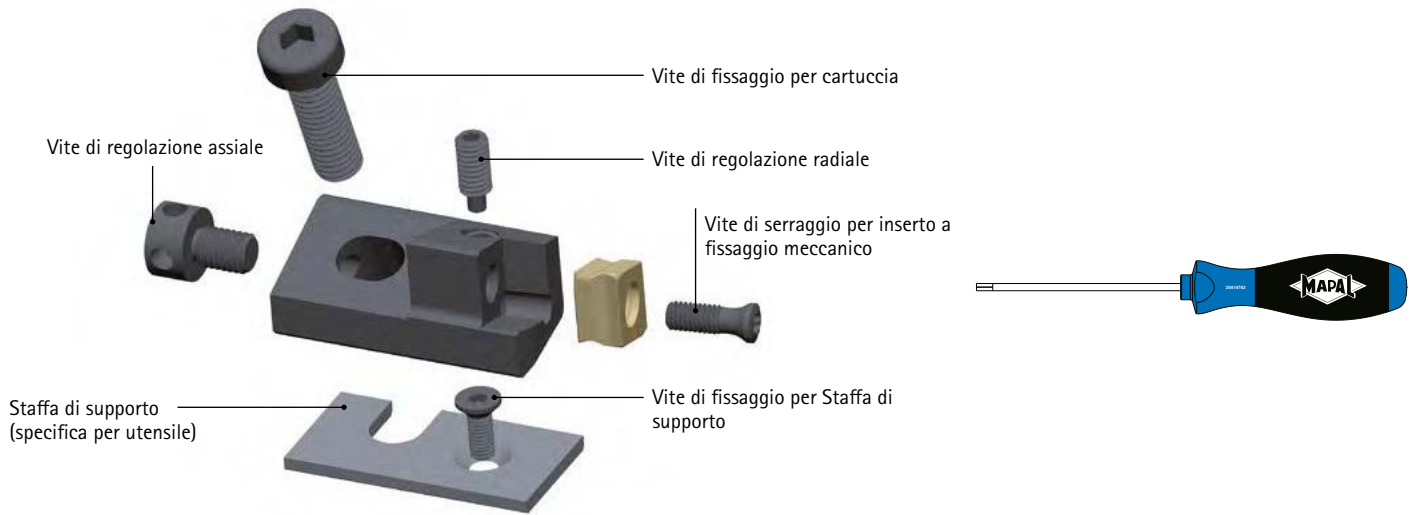 Vite di fissaggio per cartuccia
Vite di regolazione assiale
Vite di regolazione radiale
Vite di serraggio per inserto a
fissaggio meccanico
MAPAL
Staffa di supporto
(specifica per utensile)
Vite di fissaggio per Staffa di
supporto